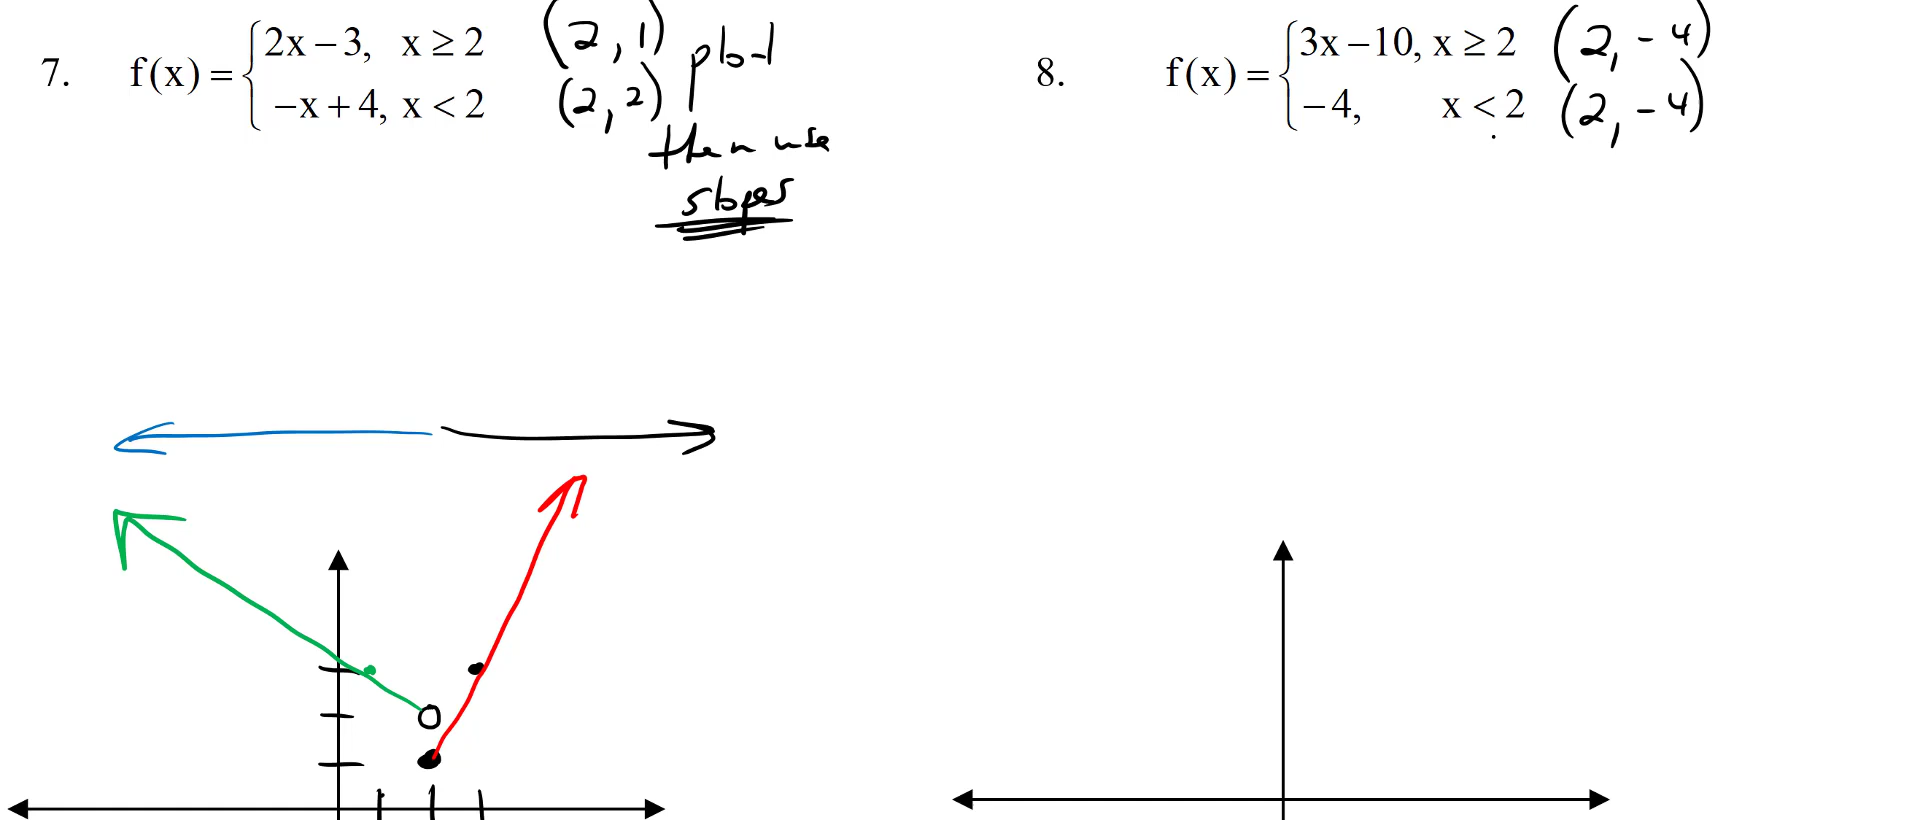 7. f(x) = { 2x − 3, x ≥ 2 (2, 1)
−x + 4, x < 2 (2, 2)
plot
then use
slopes
8. f(x) = { 3x − 10, x ≥ 2 (2, −4)
−4, x < 2 (2, −4)